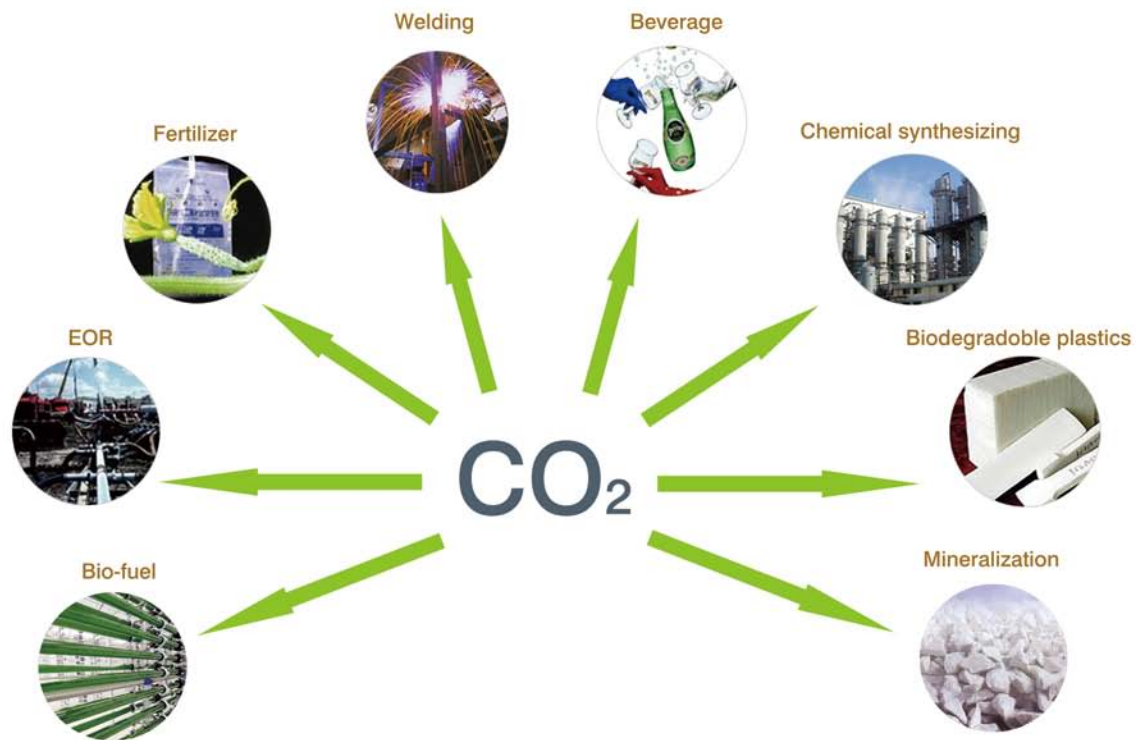 Welding
Beverage
Fertilizer
Chemical synthesizing
EOR
Biodegradoble plastics
CO₂
Bio-fuel
Mineralization